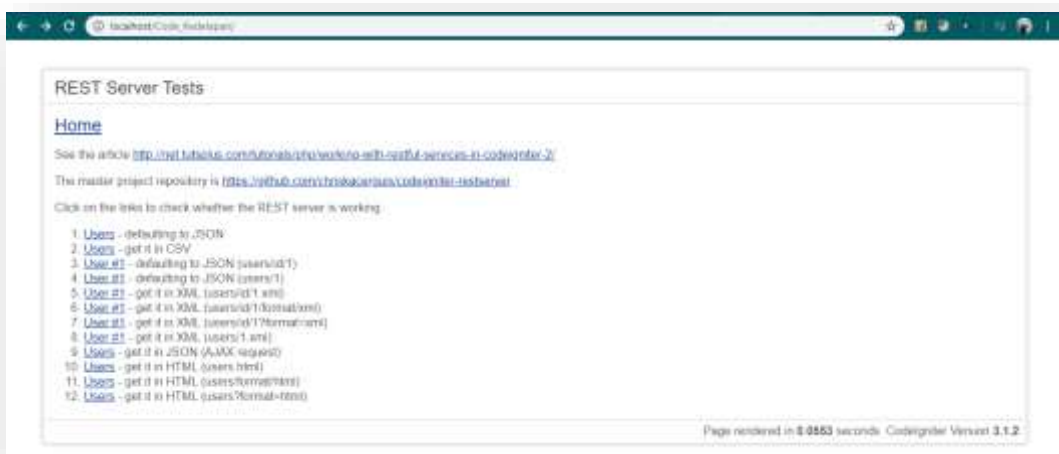 localhost/Code_
REST Server Tests
Home
See the article http://net.tutsplus.com/tutorials/php/working-with-restful-services-in-codeigniter-2/
The master project repository is https://github.com/chriskacerguis/codeigniter-restserver
Click on the links to check whether the REST server is working
1. Users - defaulting to JSON
2. Users - get it in CSV
3. User #1 - defaulting to JSON (users/id/1)
4. User #1 - defaulting to JSON (users/1)
5. User #1 - get it in XML (users/id/1.xml)
6. User #1 - get it in XML (users/id/1/format/xml)
7. User #1 - get it in XML (users/id/1?format=xml)
8. User #1 - get it in XML (users/1.xml)
9. Users - get it in JSON (AJAX request)
10. Users - get it in HTML (users.html)
11. Users - get it in HTML (users/format/html)
12. Users - get it in HTML (users?format=html)
Page rendered in 0.0553 seconds. CodeIgniter Version 3.1.2